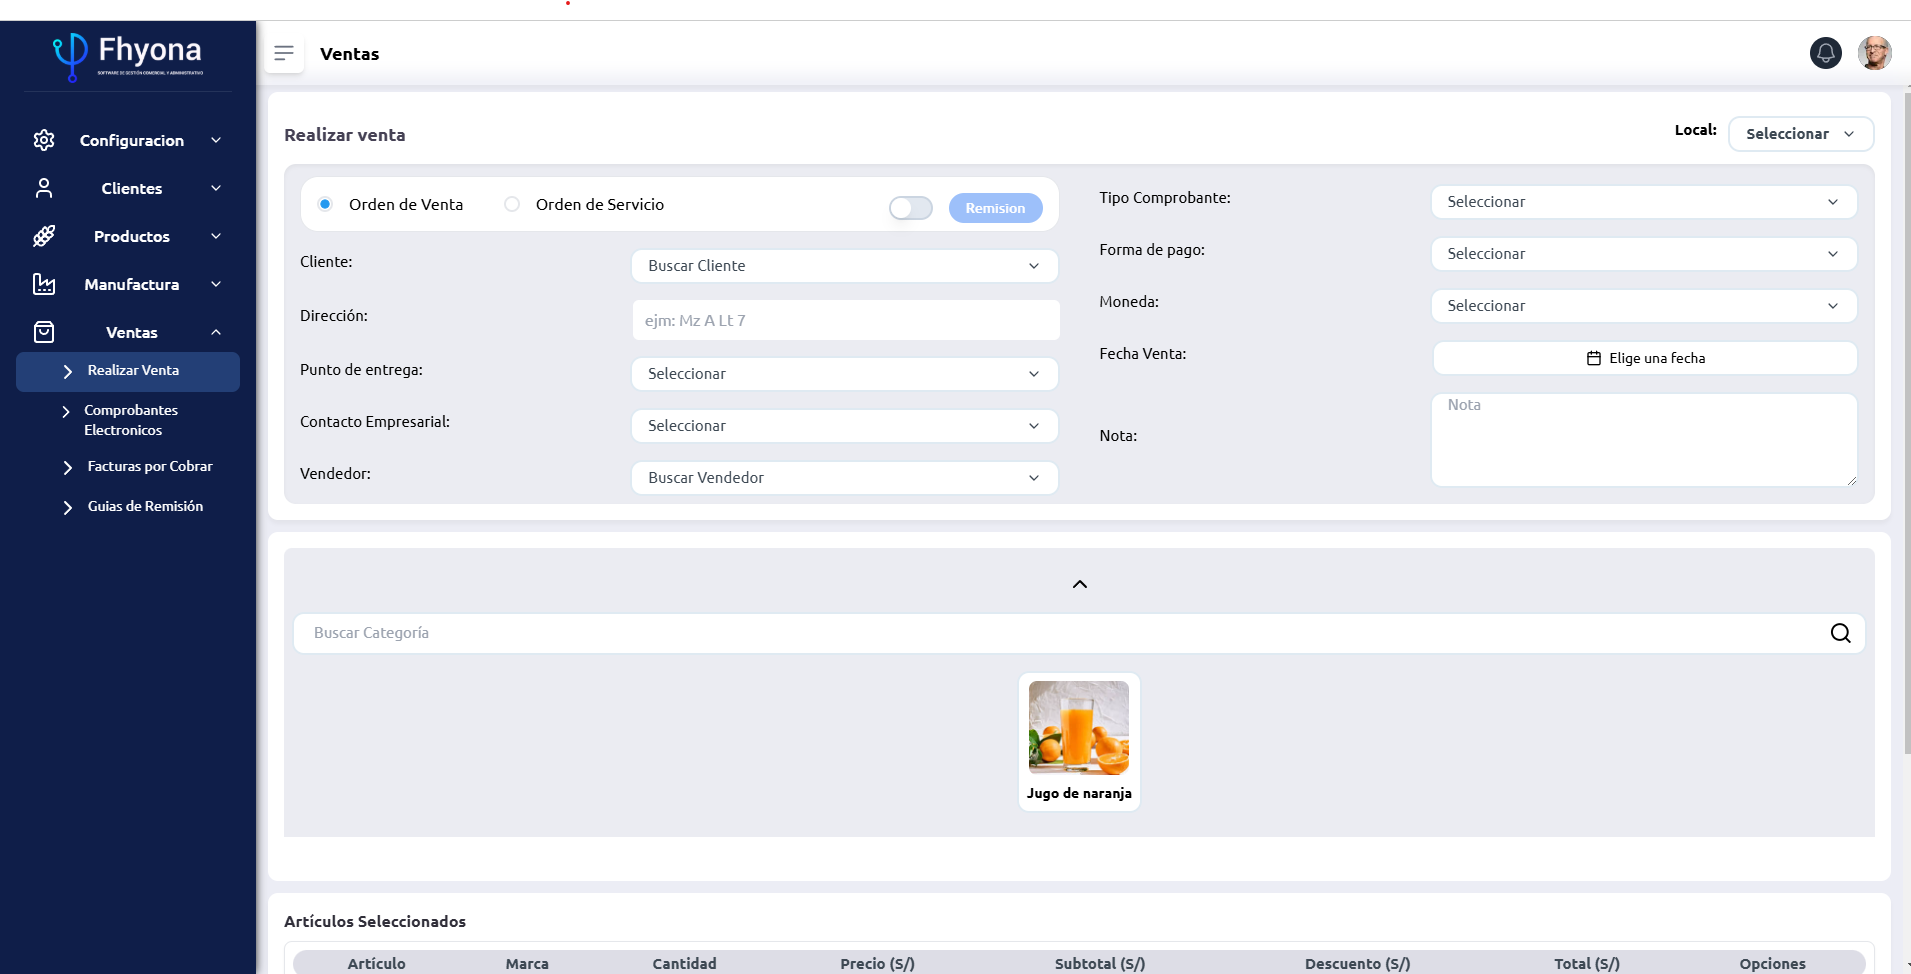 Fhyona
SOFTWARE DE GESTIÓN COMERCIAL Y ADMINISTRATIVO
Configuracion
Clientes
Productos
Manufactura
Ventas
Realizar Venta
Comprobantes
Electronicos
Facturas por Cobrar
Guias de Remisión
Ventas
Realizar venta
Local:
Seleccionar
Orden de Venta
Orden de Servicio
Remision
Cliente:
Buscar Cliente
Dirección:
ejm: Mz A Lt 7
Punto de entrega:
Seleccionar
Contacto Empresarial:
Seleccionar
Vendedor:
Buscar Vendedor
Tipo Comprobante:
Seleccionar
Forma de pago:
Seleccionar
Moneda:
Seleccionar
Fecha Venta:
Elige una fecha
Nota:
Nota
Buscar Categoría
Jugo de naranja
Artículos Seleccionados
Artículo Marca Cantidad Precio (S/) Subtotal (S/) Descuento (S/) Total (S/) Opciones